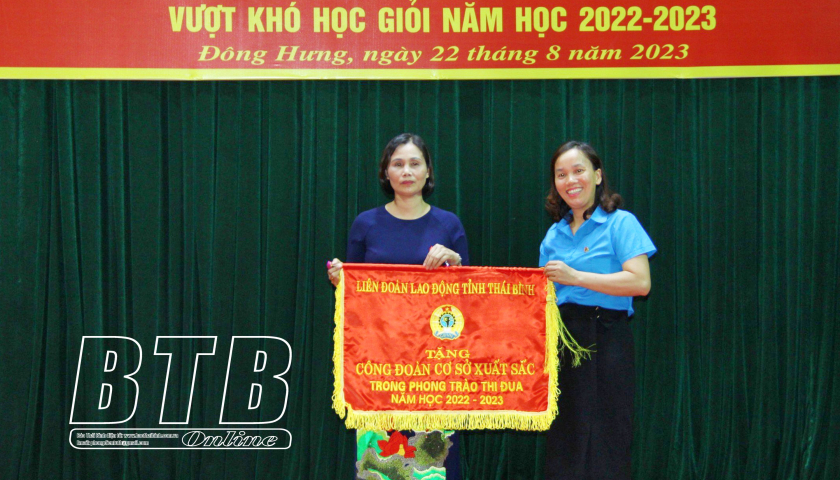 VƯỢT KHÓ HỌC GIỎI NĂM HỌC 2022-2023
Đông Hưng, ngày 22 tháng 8 năm 2023
LIÊN ĐOÀN LAO ĐỘNG TỈNH THÁI BÌNH
TẶNG
CÔNG ĐOÀN CƠ SỞ XUẤT SẮC
TRONG PHONG TRÀO THI ĐUA
NĂM HỌC 2022 - 2023
BTB
Online